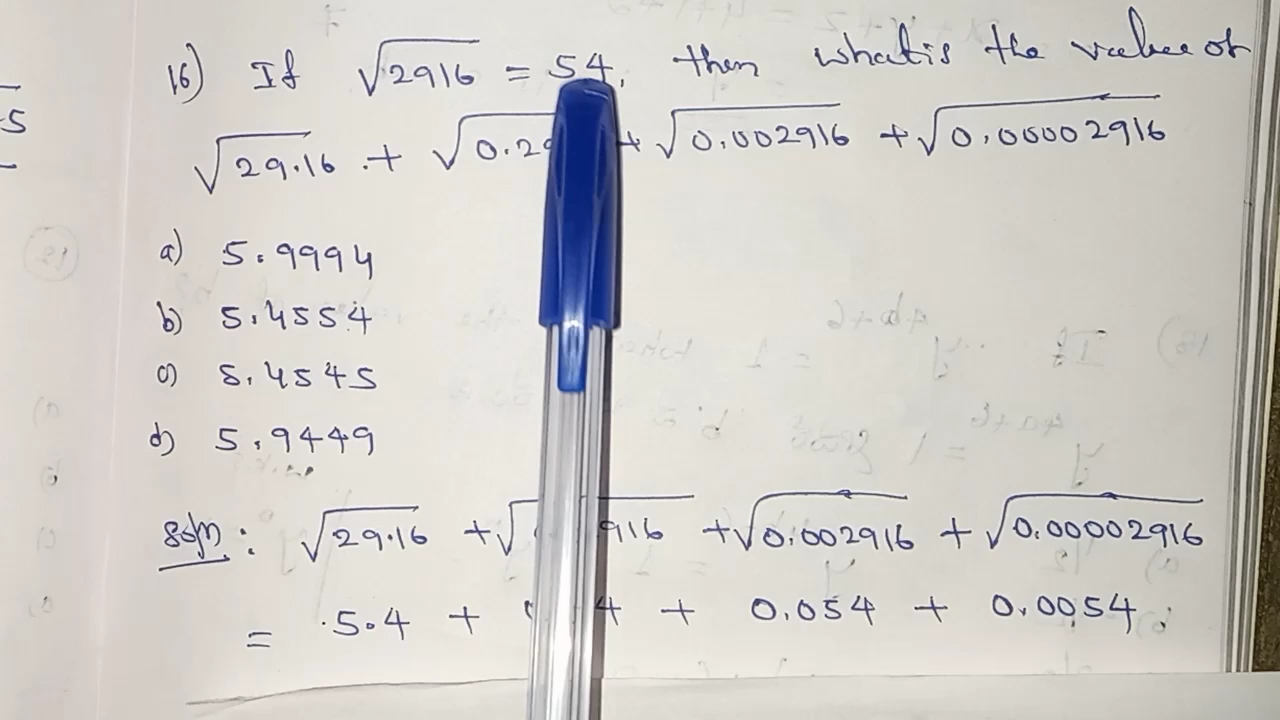 16) If √2916 = 54, then what is the value of
√29.16 + √0.29 + √0.002916 + √0.00002916
a) 5.9994
b) 5.4554
c) 5.4545
d) 5.9449
Soln: √29.16 + √ 916 + √0.002916 + √0.00002916
= 5.4 + 4 + 0.054 + 0.0054